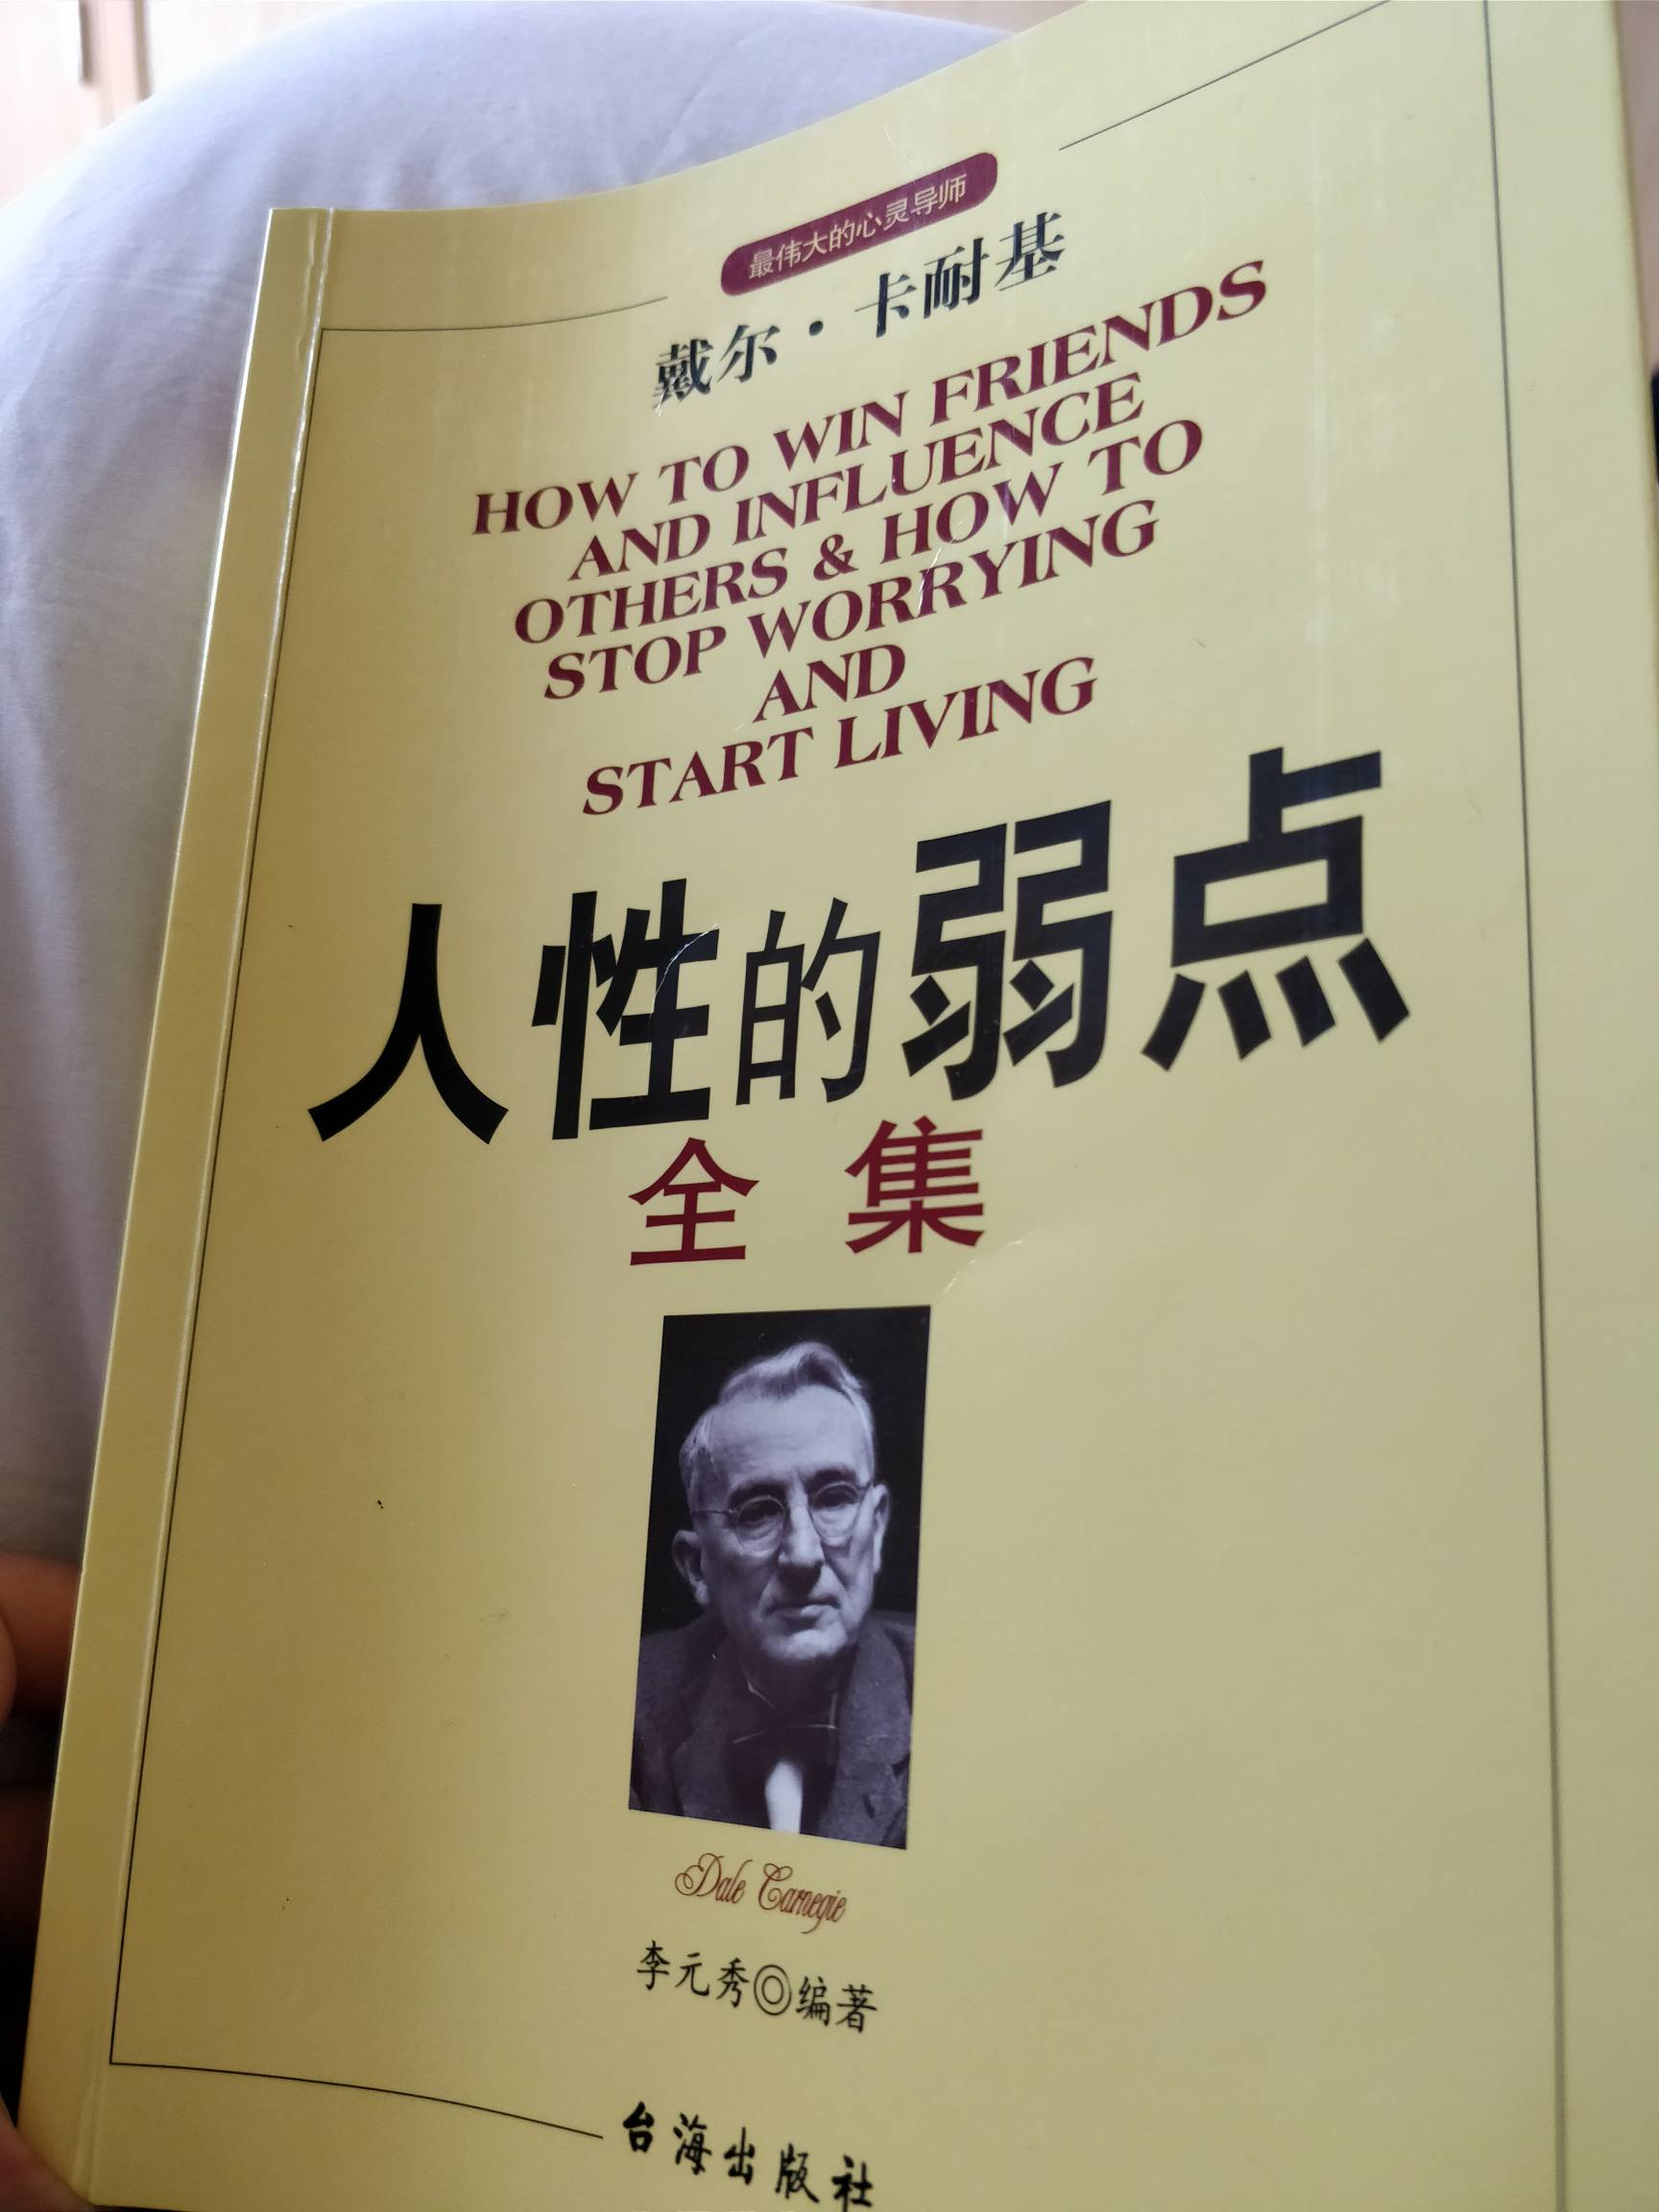 最伟大的心灵导师
戴尔·卡耐基
HOW TO WIN FRIENDS
AND INFLUENCE
OTHERS & HOW TO
STOP WORRYING
AND
START LIVING
人性的弱点
全集
Dale Carnegie
李元秀◎编著
台海出版社